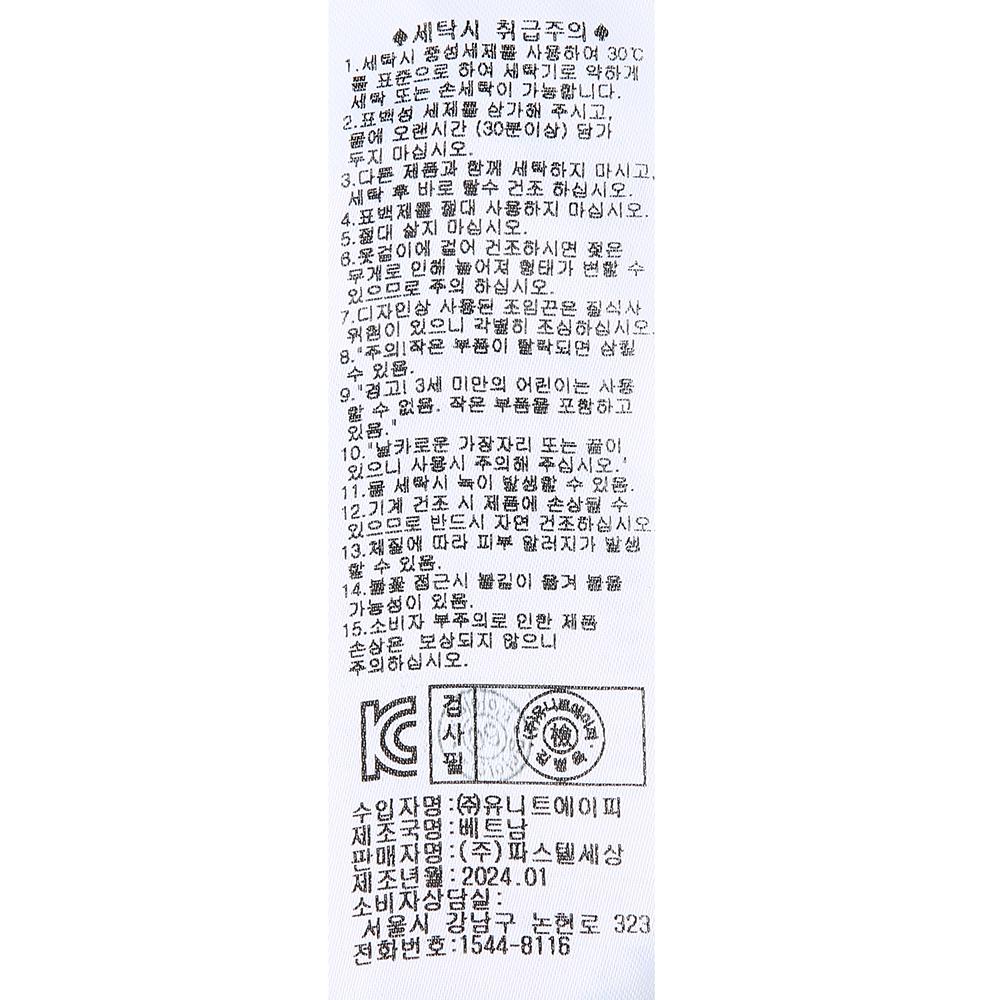 ♠세탁시 취급주의♠
1.세탁시 중성세제를 사용하여 30℃
를 표준으로 하여 세탁기로 약하게
세탁 또는 손세탁이 가능합니다.
2.표백성 세제를 삼가해 주시고,
물에 오랜시간 (30분이상) 담가
두지 마십시오.
3.다른 제품과 함께 세탁하지 마시고,
세탁 후 바로 탈수 건조 하십시오.
4.표백제를 절대 사용하지 마십시오.
5.절대 삶지 마십시오.
6.옷걸이에 걸어 건조하시면 젖은
무게로 인해 늘어져 형태가 변할 수
있으므로 주의 하십시오.
7.디자인상 사용된 조임끈은 질식사
위험이 있으니 각별히 조심하십시오.
8."주의!작은 부품이 탈락되면 삼킬
수 있음.
9."경고! 3세 미만의 어린이는 사용
할 수 없음. 작은 부품을 포함하고
있음."
10."날카로운 가장자리 또는 끝이
있으니 사용시 주의해 주십시오.'
11.물 세탁시 녹이 발생할 수 있음.
12.기계 건조 시 제품에 손상될 수
있으므로 반드시 자연 건조하십시오
13.체질에 따라 피부 알러지가 발생
할 수 있음.
14.불꽃 접근시 불길이 옮겨 붙을
가능성이 있음.
15.소비자 부주의로 인한 제품
손상은 보상되지 않으니
주의하십시오.
KC
검사필
(주)유니트에이피
檢
수입자명:㈜유니트에이피
제조국명:베트남
판매자명:(주)파스텔세상
제조년월:2024.01
소비자상담실:
서울시 강남구 논현로 323
전화번호:1544-8116